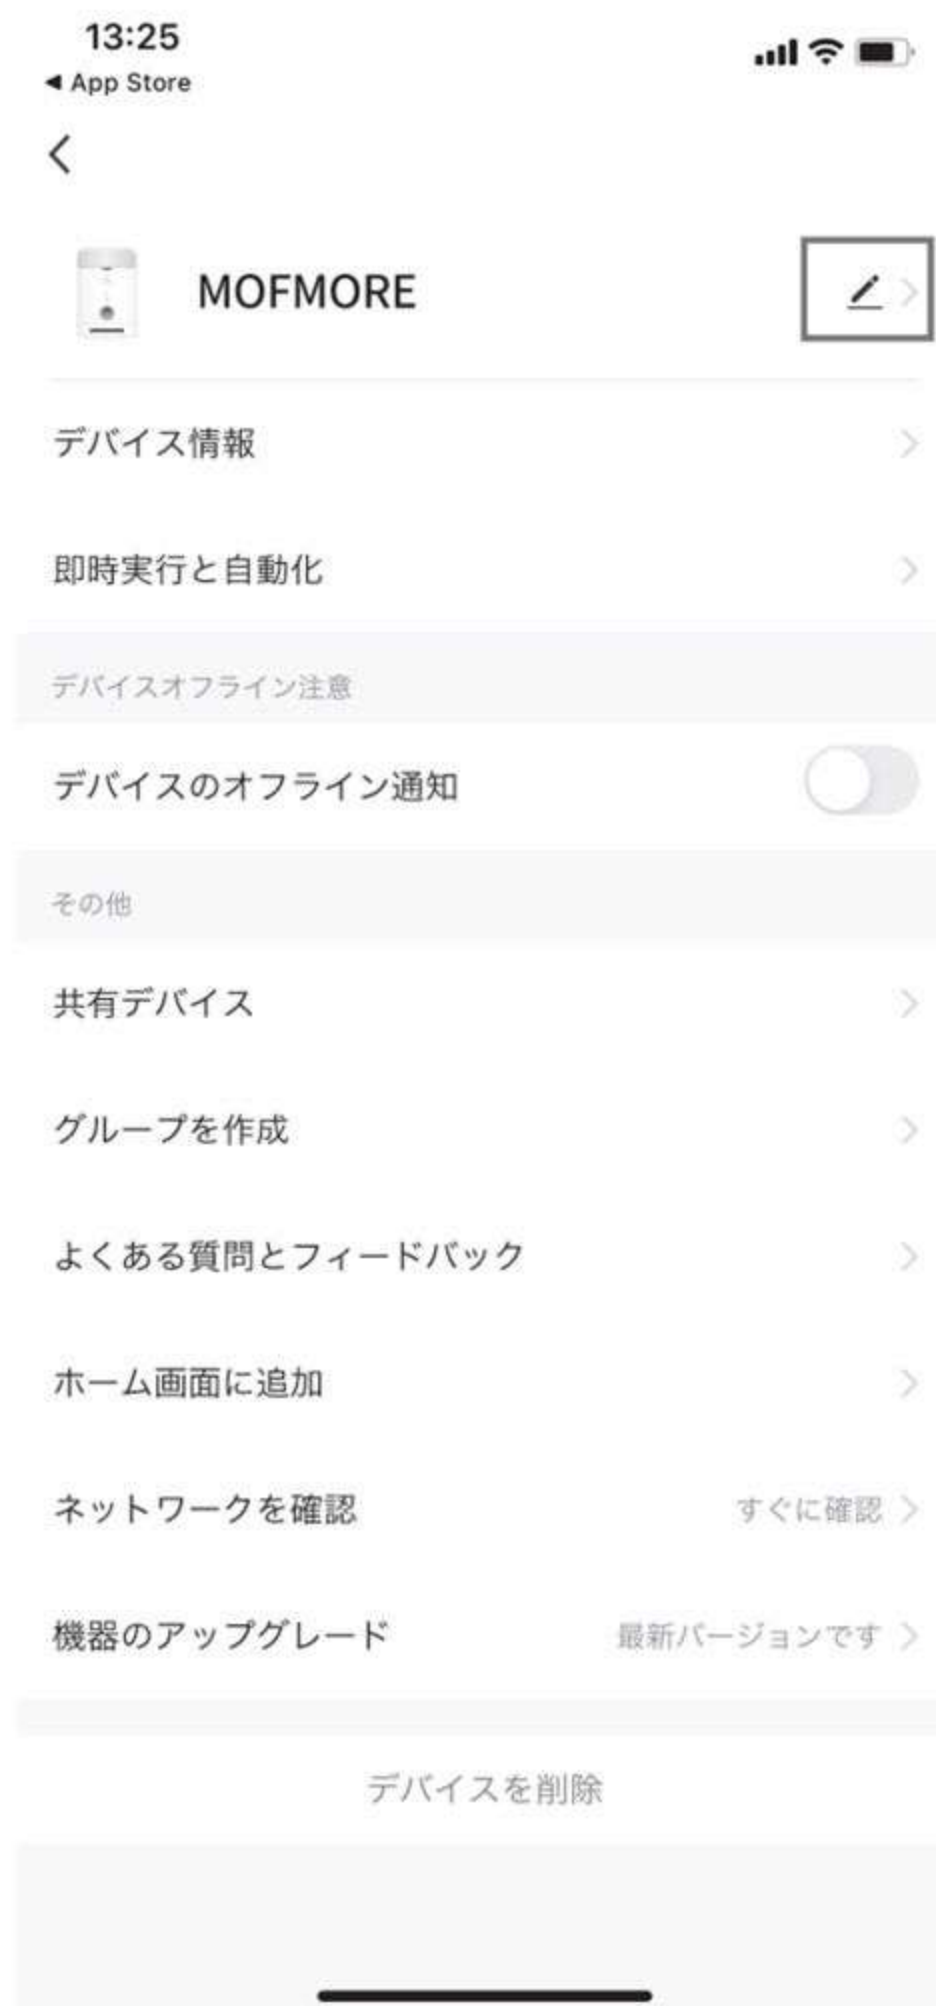 13:25
◀ App Store
MOFMORE
デバイス情報
即時実行と自動化
デバイスオフライン注意
デバイスのオフライン通知
その他
共有デバイス
グループを作成
よくある質問とフィードバック
ホーム画面に追加
ネットワークを確認 すぐに確認
機器のアップグレード 最新バージョンです
デバイスを削除